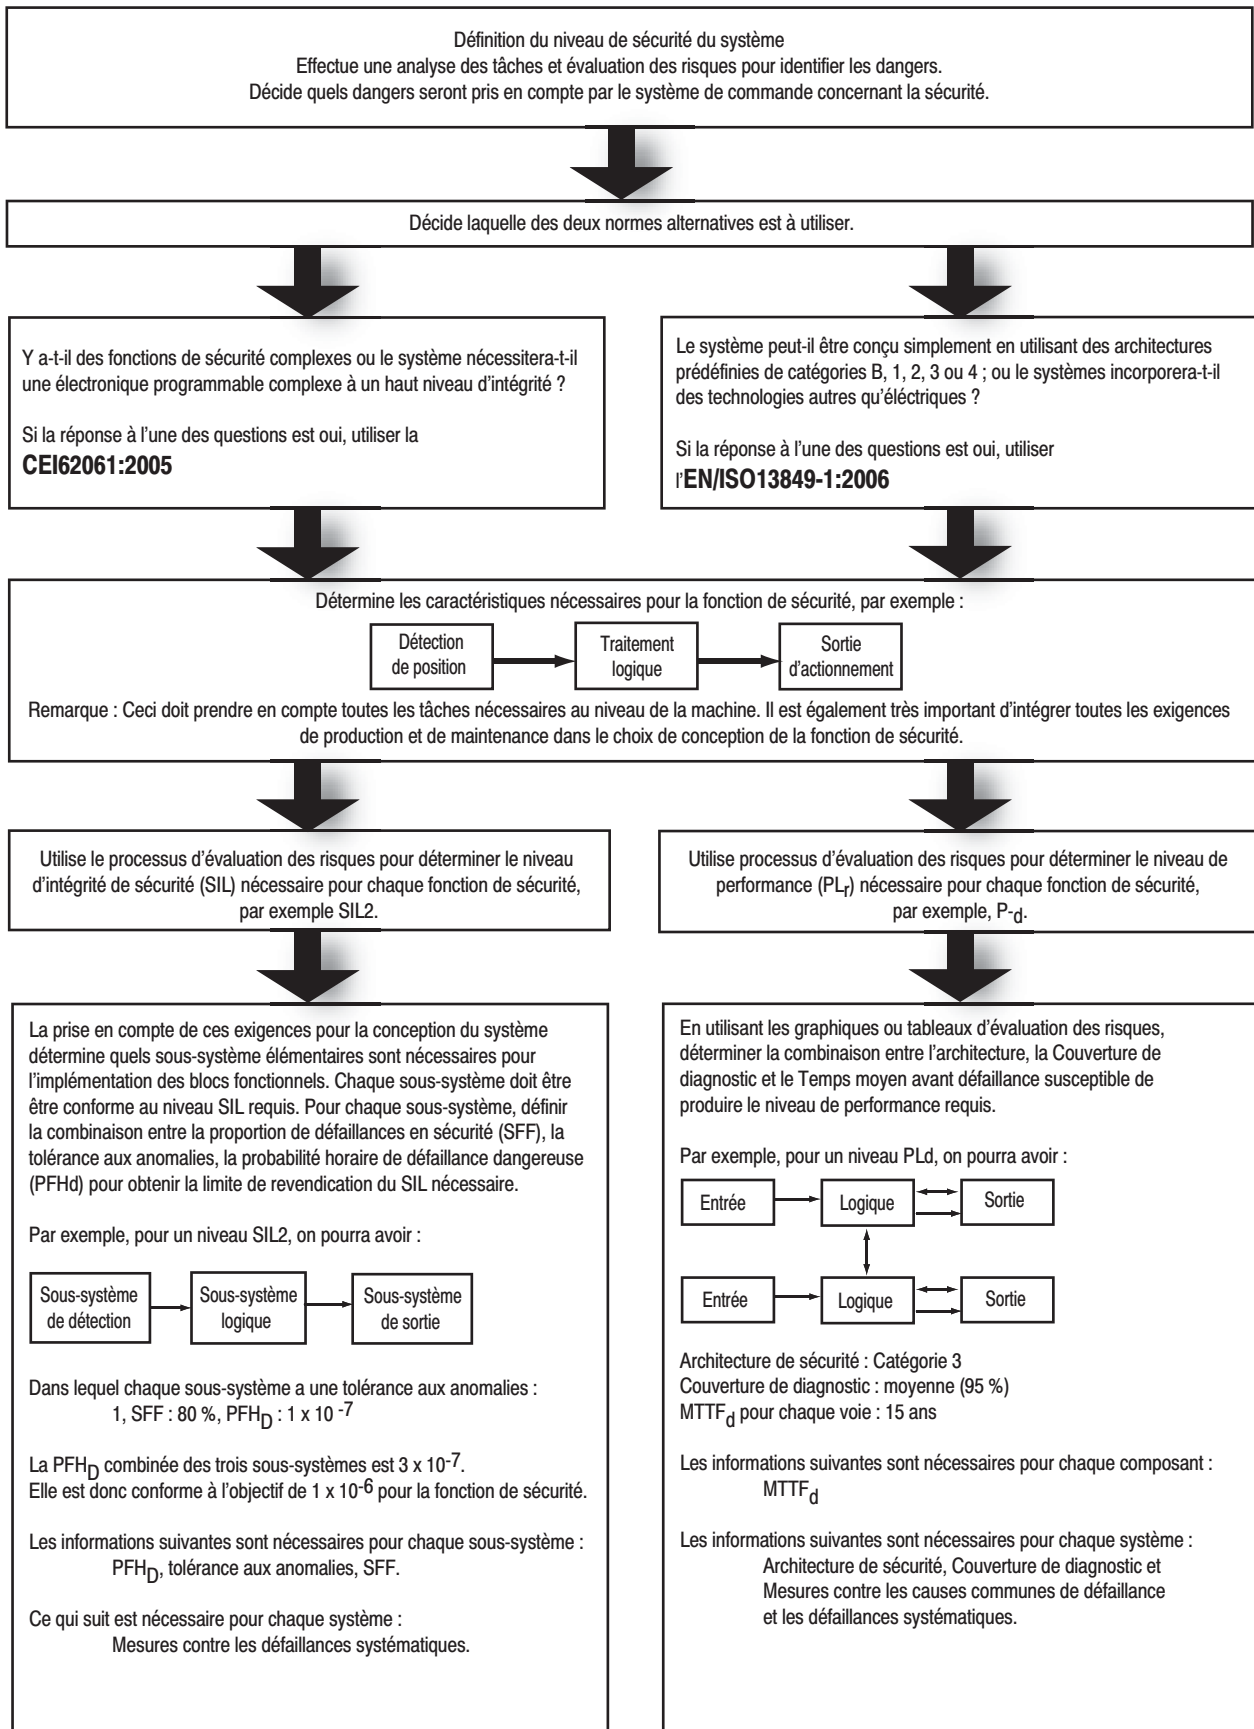 Définition du niveau de sécurité du système
Effectue une analyse des tâches et évaluation des risques pour identifier les dangers.
Décide quels dangers seront pris en compte par le système de commande concernant la sécurité.
Décide laquelle des deux normes alternatives est à utiliser.
Y a-t-il des fonctions de sécurité complexes ou le système nécessitera-t-il
une électronique programmable complexe à un haut niveau d'intégrité ?
Si la réponse à l'une des questions est oui, utiliser la
CEI62061:2005
Le système peut-il être conçu simplement en utilisant des architectures
prédéfinies de catégories B, 1, 2, 3 ou 4 ; ou le systèmes incorporera-t-il
des technologies autres qu'éléctriques ?
Si la réponse à l'une des questions est oui, utiliser
l'EN/ISO13849-1:2006
Détermine les caractéristiques nécessaires pour la fonction de sécurité, par exemple :
Détection
de position
Traitement
logique
Sortie
d'actionnement
Remarque : Ceci doit prendre en compte toutes les tâches nécessaires au niveau de la machine. Il est également très important d'intégrer toutes les exigences
de production et de maintenance dans le choix de conception de la fonction de sécurité.
Utilise le processus d'évaluation des risques pour déterminer le niveau
d'intégrité de sécurité (SIL) nécessaire pour chaque fonction de sécurité,
par exemple SIL2.
Utilise processus d'évaluation des risques pour déterminer le niveau de
performance (PLr) nécessaire pour chaque fonction de sécurité,
par exemple, P-d.
La prise en compte de ces exigences pour la conception du système
détermine quels sous-système élémentaires sont nécessaires pour
l'implémentation des blocs fonctionnels. Chaque sous-système doit être
être conforme au niveau SIL requis. Pour chaque sous-système, définir
la combinaison entre la proportion de défaillances en sécurité (SFF), la
tolérance aux anomalies, la probabilité horaire de défaillance dangereuse
(PFHd) pour obtenir la limite de revendication du SIL nécessaire.
Par exemple, pour un niveau SIL2, on pourra avoir :
Sous-système
de détection
Sous-système
logique
Sous-système
de sortie
Dans lequel chaque sous-système a une tolérance aux anomalies :
1, SFF : 80 %, PFHD : 1 x 10 -7
La PFHD combinée des trois sous-systèmes est 3 x 10-7.
Elle est donc conforme à l'objectif de 1 x 10-6 pour la fonction de sécurité.
Les informations suivantes sont nécessaires pour chaque sous-système :
PFHD, tolérance aux anomalies, SFF.
Ce qui suit est nécessaire pour chaque système :
Mesures contre les défaillances systématiques.
En utilisant les graphiques ou tableaux d'évaluation des risques,
déterminer la combinaison entre l'architecture, la Couverture de
diagnostic et le Temps moyen avant défaillance susceptible de
produire le niveau de performance requis.
Par exemple, pour un niveau PLd, on pourra avoir :
Entrée
Logique
Sortie
Entrée
Logique
Sortie
Architecture de sécurité : Catégorie 3
Couverture de diagnostic : moyenne (95 %)
MTTFd pour chaque voie : 15 ans
Les informations suivantes sont nécessaires pour chaque composant :
MTTFd
Les informations suivantes sont nécessaires pour chaque système :
Architecture de sécurité, Couverture de diagnostic et
Mesures contre les causes communes de défaillance
et les défaillances systématiques.